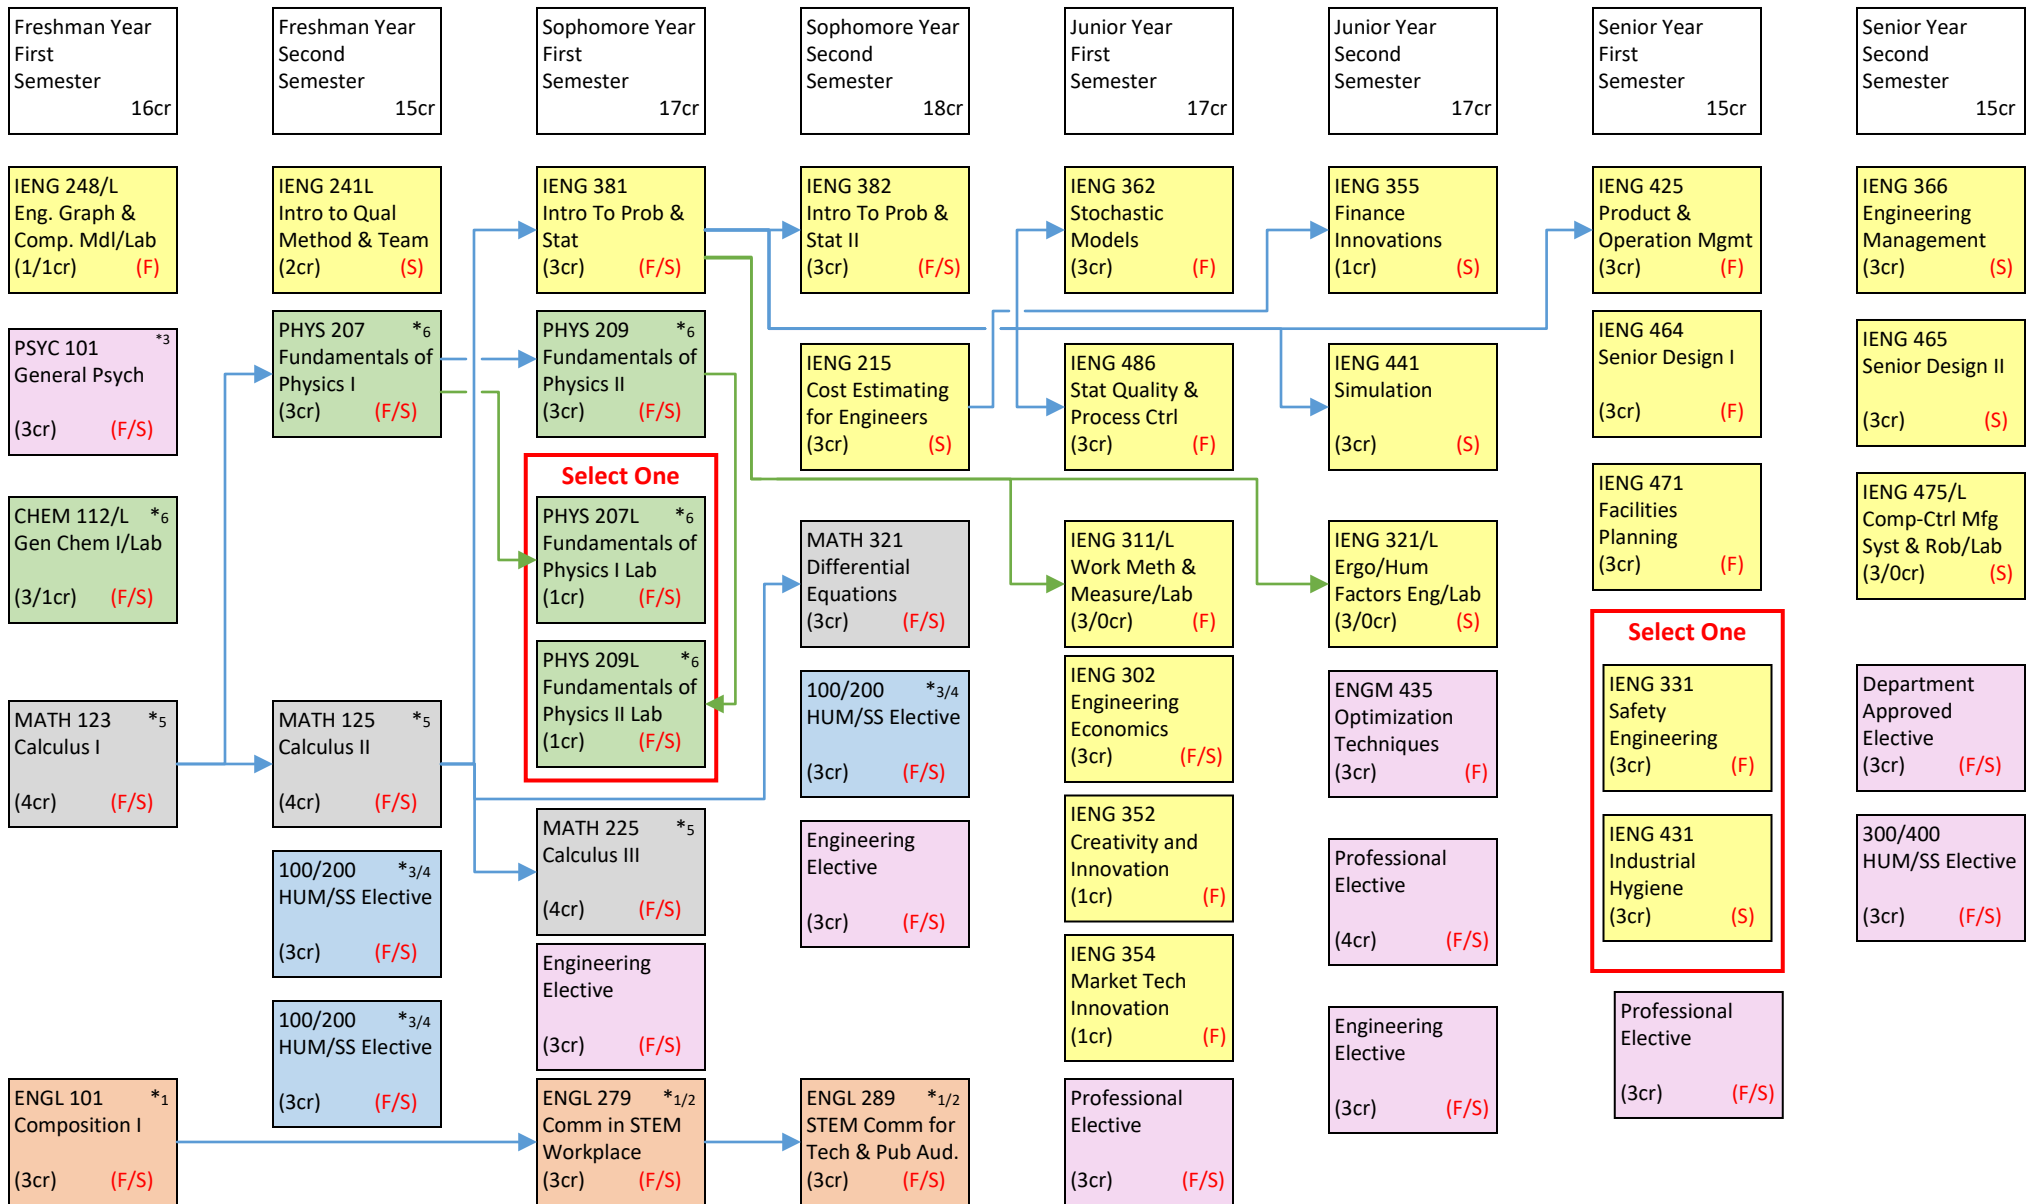 Freshman Year
First
Semester
16cr
Freshman Year
Second
Semester
15cr
Sophomore Year
First
Semester
17cr
Sophomore Year
Second
Semester
18cr
Junior Year
First
Semester
17cr
Junior Year
Second
Semester
17cr
Senior Year
First
Semester
15cr
Senior Year
Second
Semester
15cr
IENG 248/L
Eng. Graph &
Comp. Mdl/Lab
(1/1cr) (F)
PSYC 101 *3
General Psych
(3cr) (F/S)
CHEM 112/L *6
Gen Chem I/Lab
(3/1cr) (F/S)
MATH 123 *5
Calculus I
(4cr) (F/S)
ENGL 101 *1
Composition I
(3cr) (F/S)
IENG 241L
Intro to Qual
Method & Team
(2cr) (S)
PHYS 207 *6
Fundamentals of
Physics I
(3cr) (F/S)
MATH 125 *5
Calculus II
(4cr) (F/S)
100/200 *3/4
HUM/SS Elective
(3cr) (F/S)
100/200 *3/4
HUM/SS Elective
(3cr) (F/S)
IENG 381
Intro To Prob &
Stat
(3cr) (F/S)
PHYS 209 *6
Fundamentals of
Physics II
(3cr) (F/S)
Select One
PHYS 207L *6
Fundamentals of
Physics I Lab
(1cr) (F/S)
PHYS 209L *6
Fundamentals of
Physics II Lab
(1cr) (F/S)
MATH 225 *5
Calculus III
(4cr) (F/S)
Engineering
Elective
(3cr) (F/S)
ENGL 279 *1/2
Comm in STEM
Workplace
(3cr) (F/S)
IENG 382
Intro To Prob &
Stat II
(3cr) (F/S)
IENG 215
Cost Estimating
for Engineers
(3cr) (S)
MATH 321
Differential
Equations
(3cr) (F/S)
100/200 *3/4
HUM/SS Elective
(3cr) (F/S)
Engineering
Elective
(3cr) (F/S)
ENGL 289 *1/2
STEM Comm for
Tech & Pub Aud.
(3cr) (F/S)
IENG 362
Stochastic
Models
(3cr) (F)
IENG 486
Stat Quality &
Process Ctrl
(3cr) (F)
IENG 311/L
Work Meth &
Measure/Lab
(3/0cr) (F)
IENG 302
Engineering
Economics
(3cr) (F/S)
IENG 352
Creativity and
Innovation
(1cr) (F)
IENG 354
Market Tech
Innovation
(1cr) (F)
Professional
Elective
(3cr) (F/S)
IENG 355
Finance
Innovations
(1cr) (S)
IENG 441
Simulation
(3cr) (S)
IENG 321/L
Ergo/Hum
Factors Eng/Lab
(3/0cr) (S)
ENGM 435
Optimization
Techniques
(3cr) (F)
Professional
Elective
(4cr) (F/S)
Engineering
Elective
(3cr) (F/S)
IENG 425
Product &
Operation Mgmt
(3cr) (F)
IENG 464
Senior Design I
(3cr) (F)
IENG 471
Facilities
Planning
(3cr) (F)
Select One
IENG 331
Safety
Engineering
(3cr) (F)
IENG 431
Industrial
Hygiene
(3cr) (S)
Professional
Elective
(3cr) (F/S)
IENG 366
Engineering
Management
(3cr) (S)
IENG 465
Senior Design II
(3cr) (S)
IENG 475/L
Comp-Ctrl Mfg
Syst & Rob/Lab
(3/0cr) (S)
Department
Approved
Elective
(3cr) (F/S)
300/400
HUM/SS Elective
(3cr) (F/S)